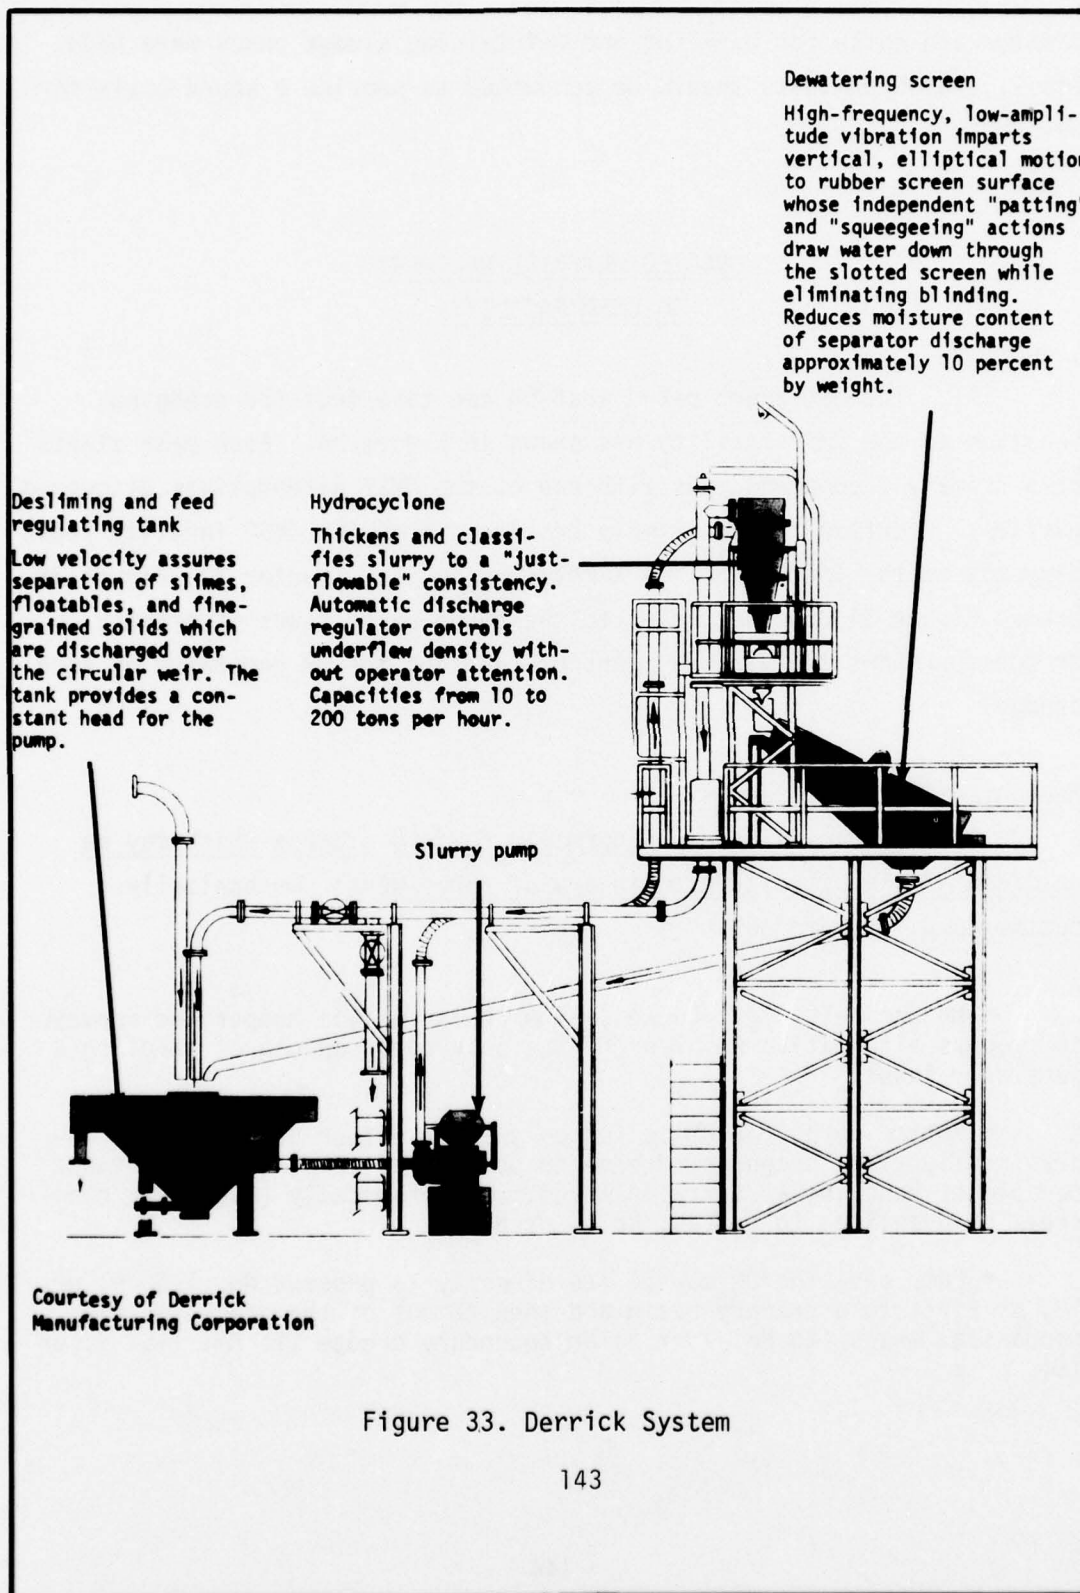 Dewatering screen
High-frequency, low-ampli-
tude vibration imparts
vertical, elliptical motion
to rubber screen surface
whose independent "patting"
and "squeegeeing" actions
draw water down through
the slotted screen while
eliminating blinding.
Reduces moisture content
of separator discharge
approximately 10 percent
by weight.
Desliming and feed
regulating tank
Low velocity assures
separation of slimes,
floatables, and fine-
grained solids which
are discharged over
the circular weir. The
tank provides a con-
stant head for the
pump.
Hydrocyclone
Thickens and classi-
fies slurry to a "just-
flowable" consistency.
Automatic discharge
regulator controls
underflow density with-
out operator attention.
Capacities from 10 to
200 tons per hour.
Slurry pump
Courtesy of Derrick
Manufacturing Corporation
Figure 33. Derrick System
143